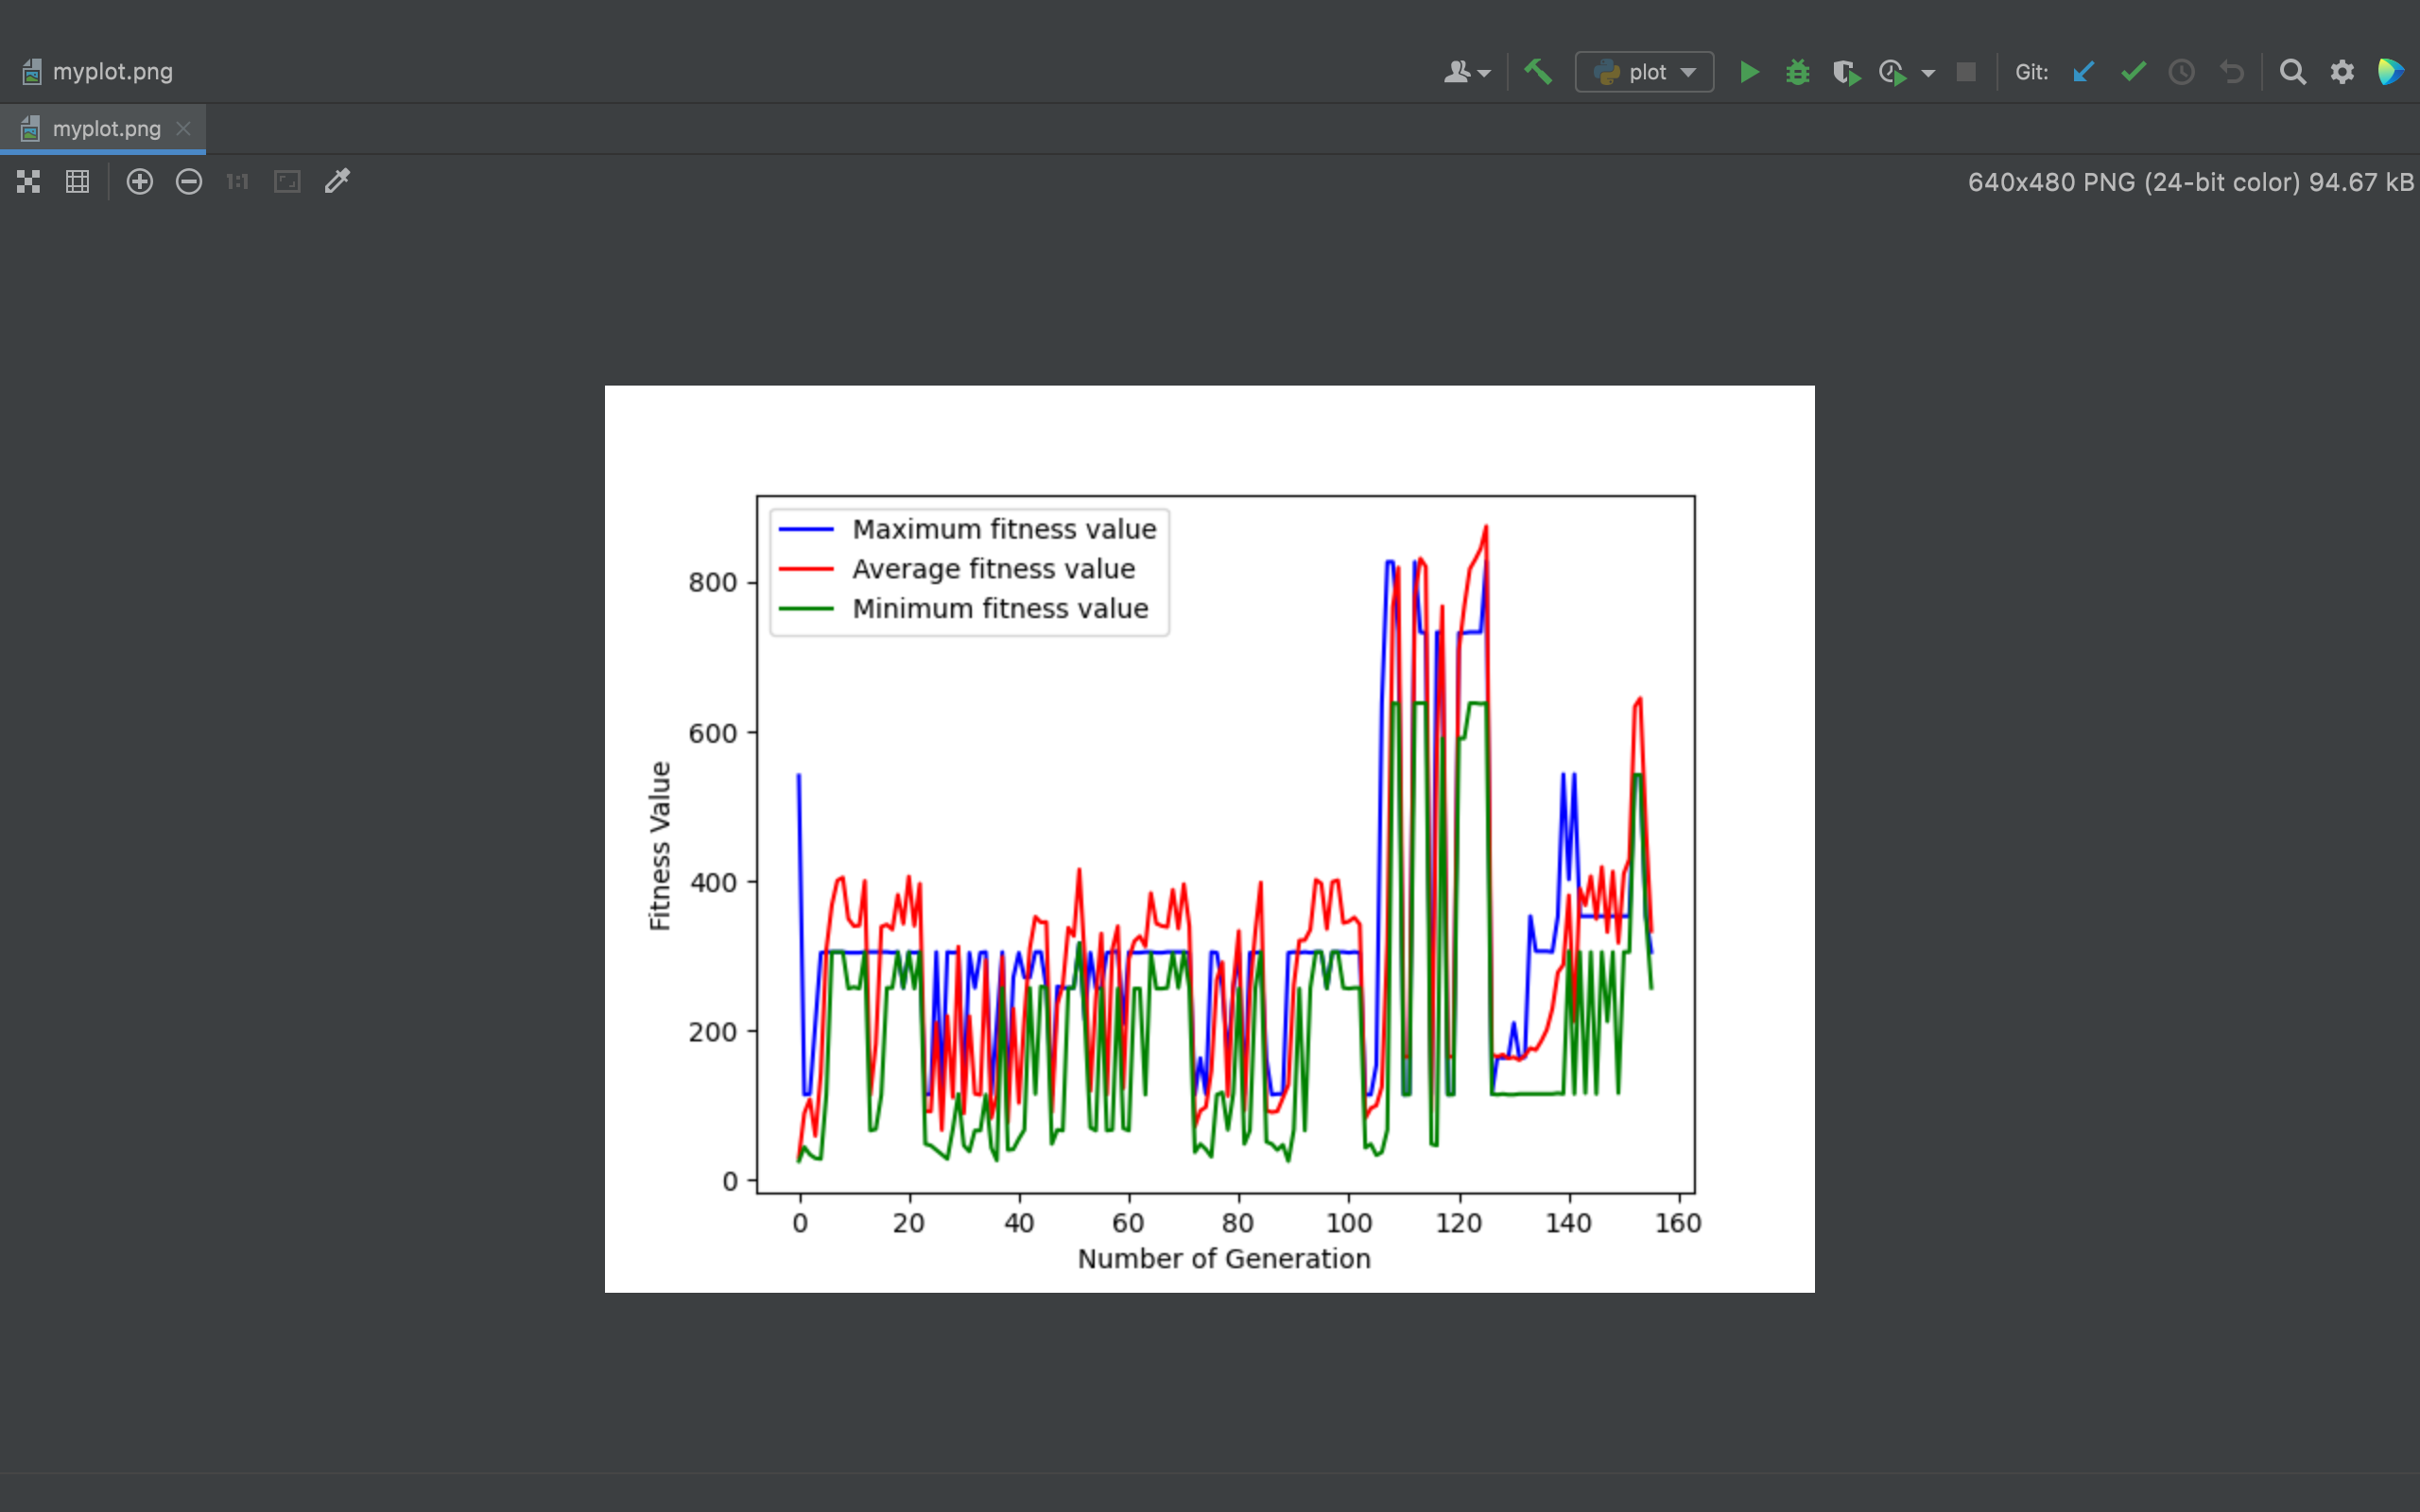 myplot.png
plot
Git:
myplot.png
1:1
640x480 PNG (24-bit color) 94.67 kB
Maximum fitness value
Average fitness value
Minimum fitness value
800
600
400
200
0
Fitness Value
0 20 40 60 80 100 120 140 160
Number of Generation